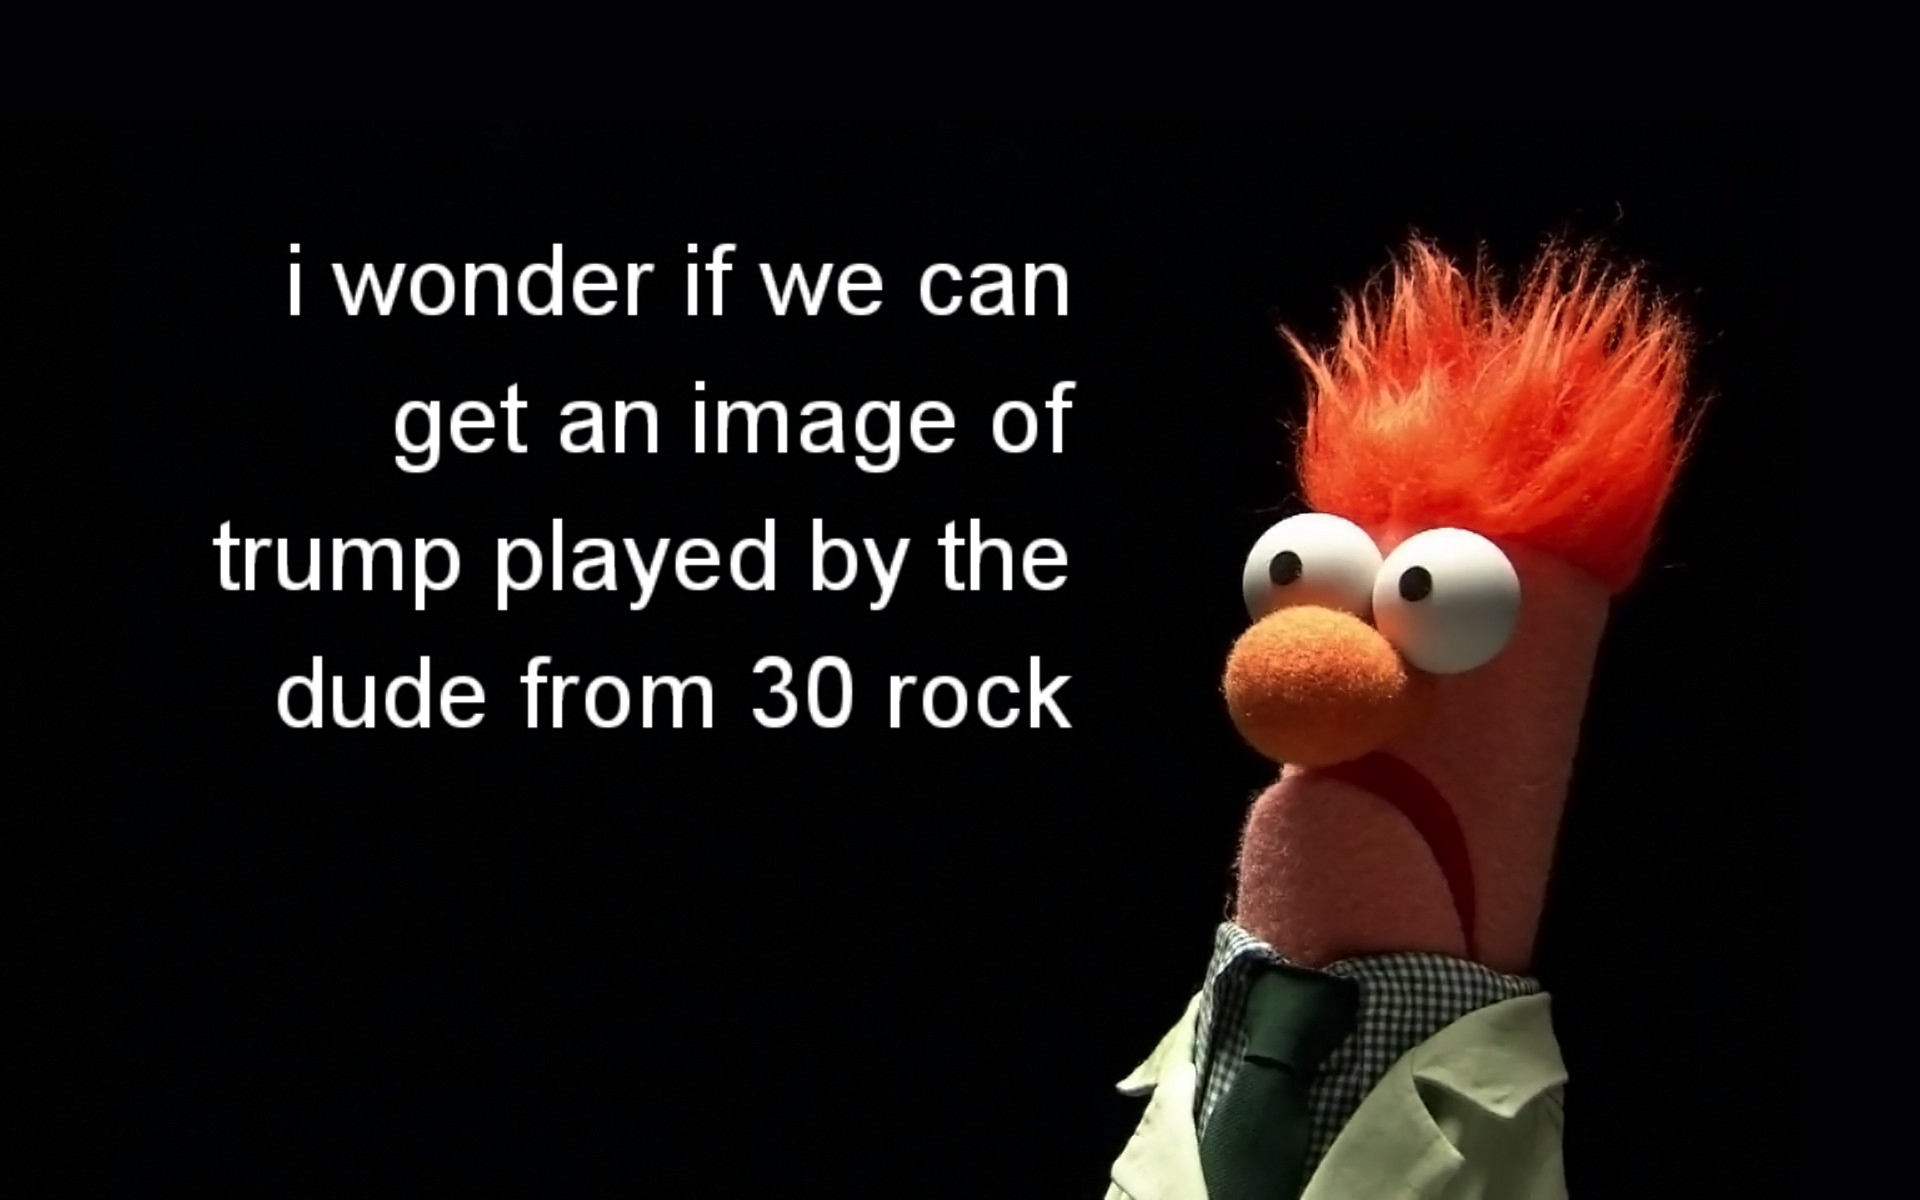 i wonder if we can
get an image of
trump played by the
dude from 30 rock